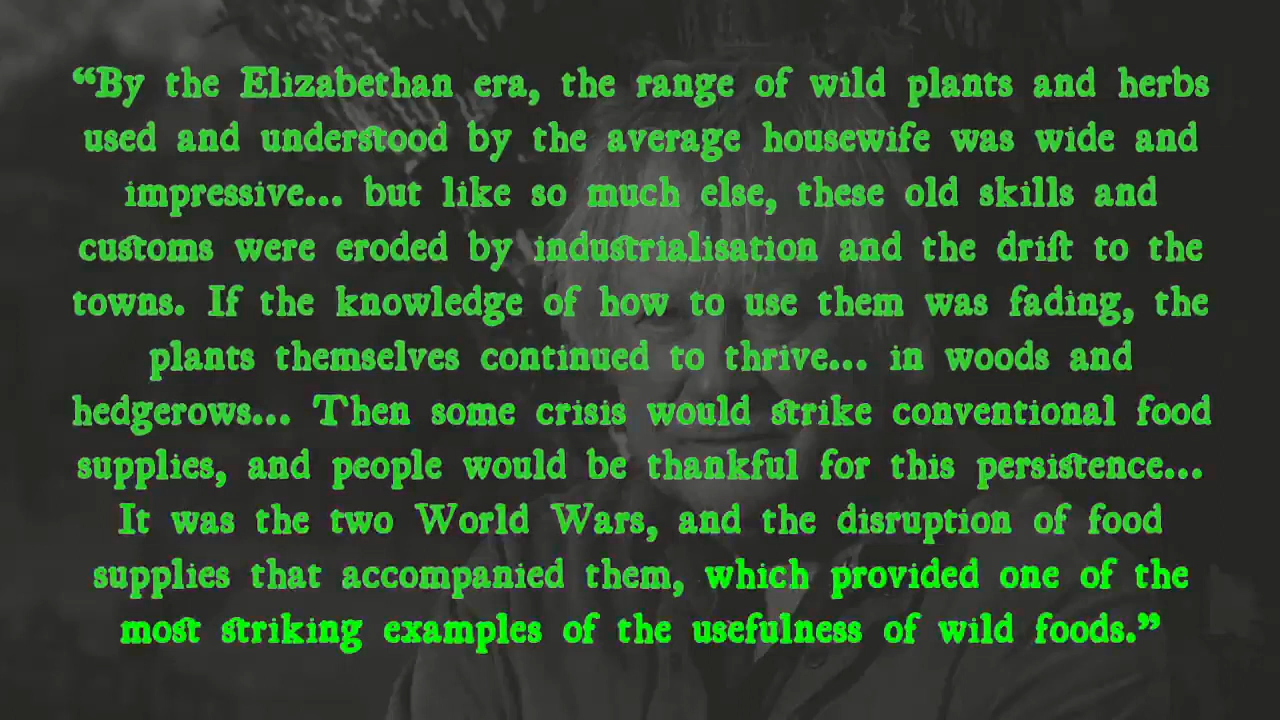 “By the Elizabethan era, the range of wild plants and herbs
used and understood by the average housewife was wide and
impressive... but like so much else, these old skills and
customs were eroded by industrialisation and the drift to the
towns. If the knowledge of how to use them was fading, the
plants themselves continued to thrive... in woods and
hedgerows... Then some crisis would strike conventional food
supplies, and people would be thankful for this persistence...
It was the two World Wars, and the disruption of food
supplies that accompanied them, which provided one of the
most striking examples of the usefulness of wild foods.”